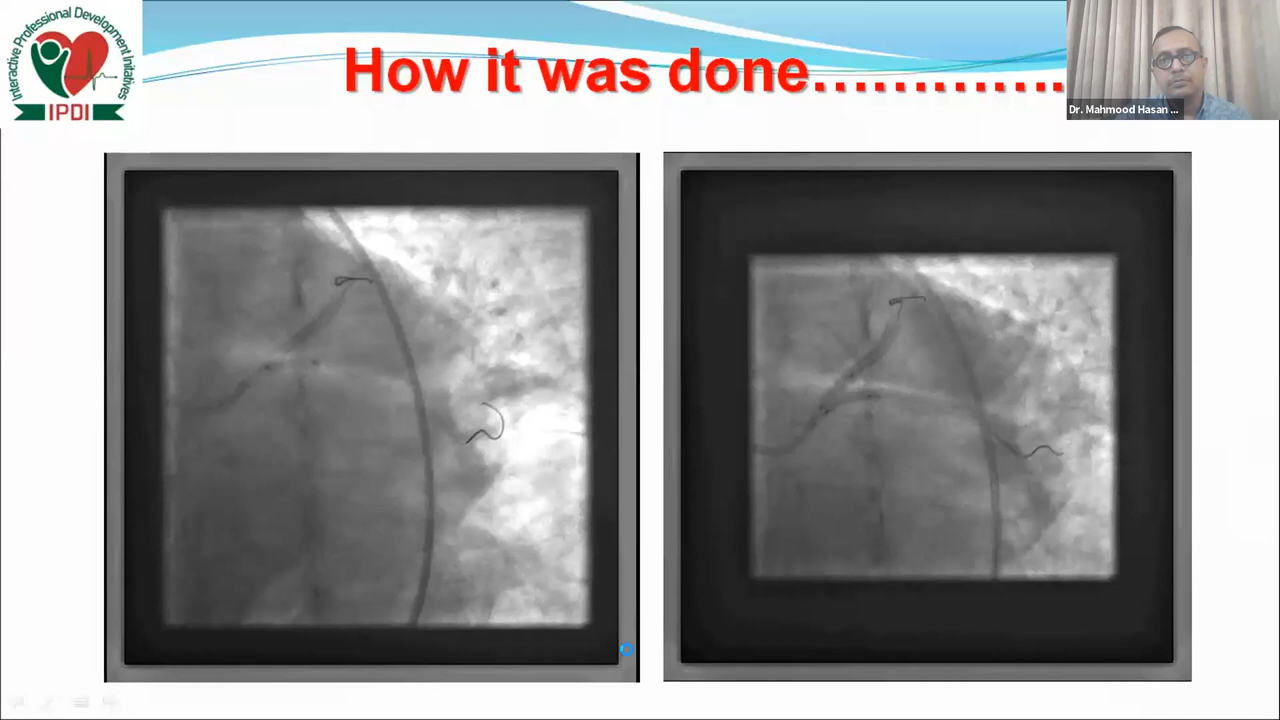 Interactive Professional Development Initiatives
IPDI
How it was done.............
Dr. Mahmood Hasan ...